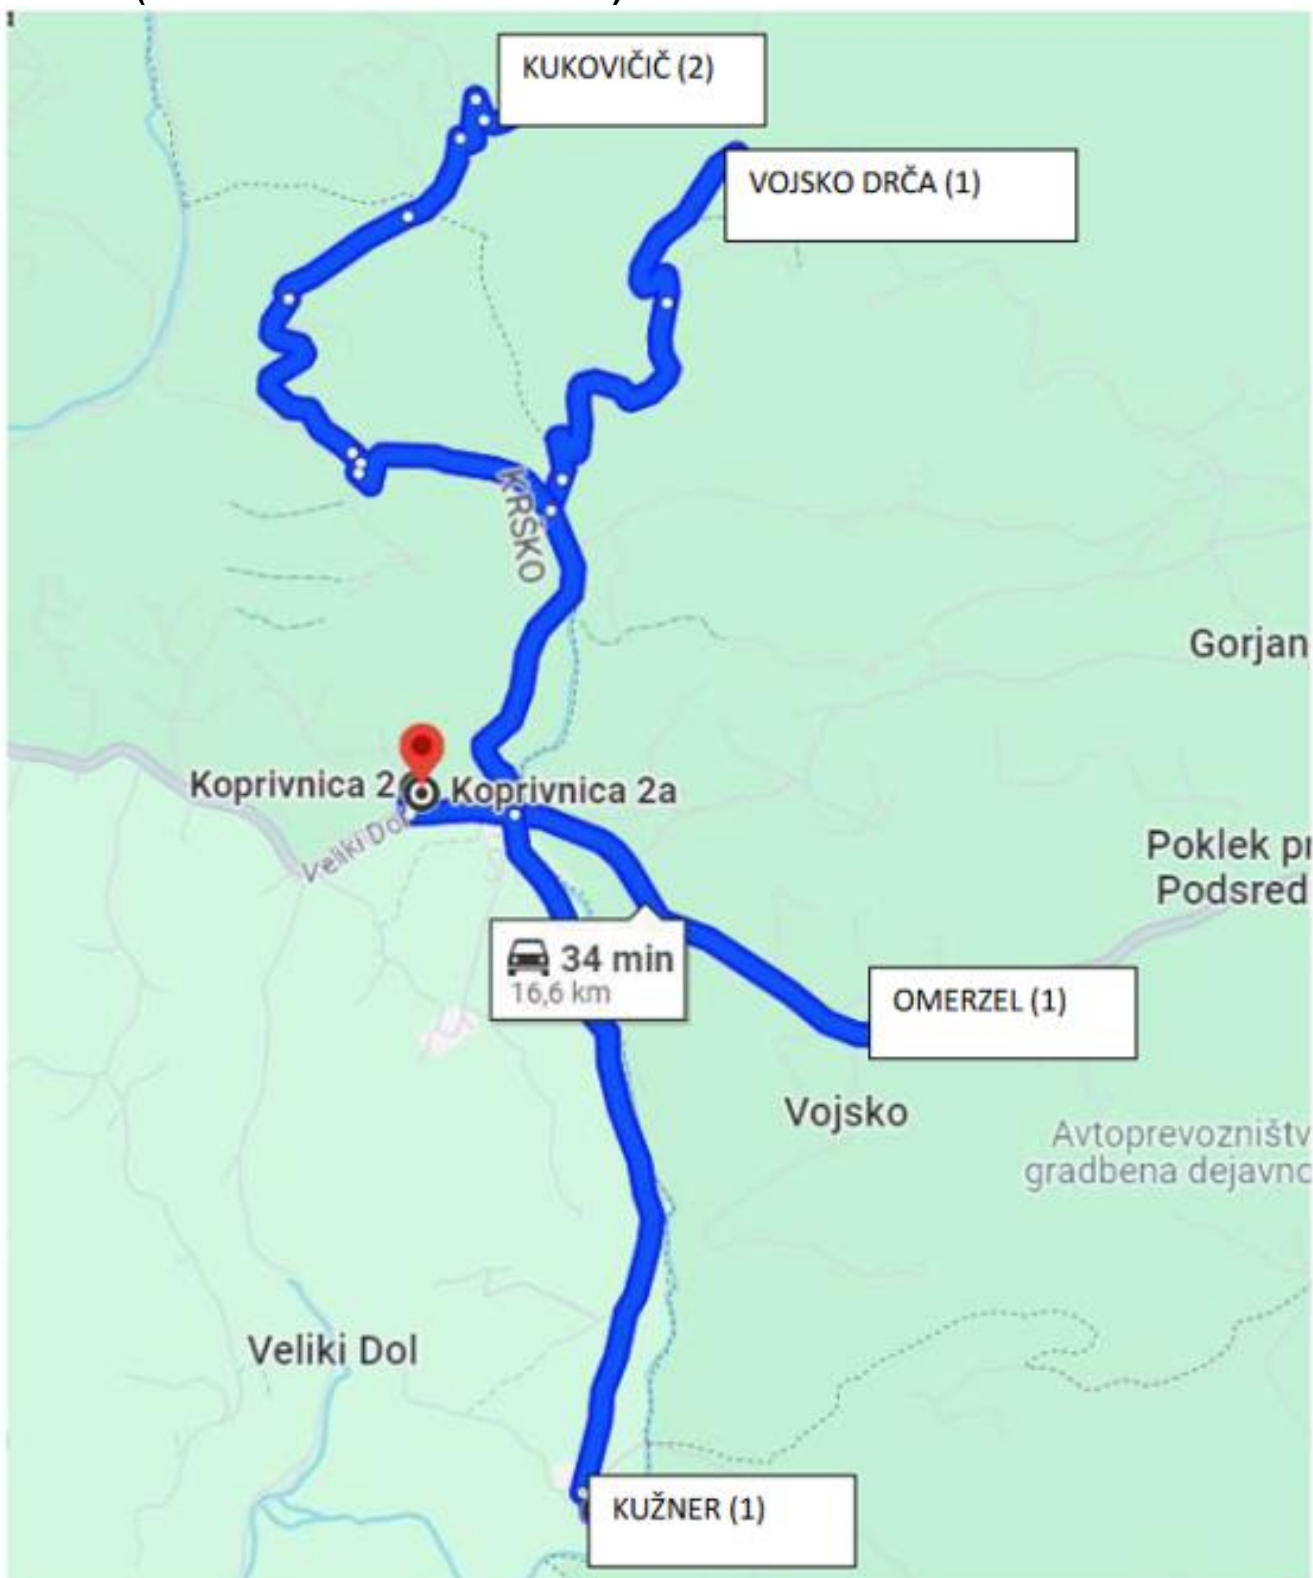 KUKOVIČIČ (2)
VOJSKO DRČA (1)
KRŠKO
Gorjan
Koprivnica 2
Koprivnica 2a
Veliki Dol
Poklek pr
Podsred
34 min
16,6 km
OMERZEL (1)
Vojsko
Avtoprevozništv
gradbena dejavno
Veliki Dol
KUŽNER (1)